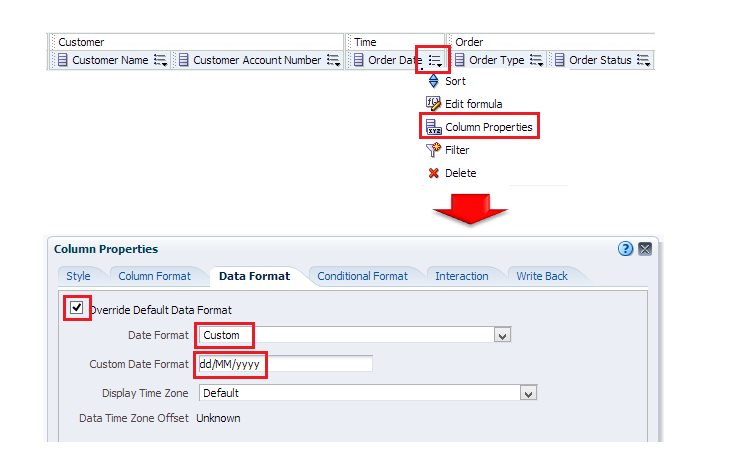 Customer Time Order
Customer Name Customer Account Number Order Date Order Type Order Status
Sort
Edit formula
Column Properties
Filter
Delete
Column Properties
Style Column Format Data Format Conditional Format Interaction Write Back
Override Default Data Format
Date Format Custom
Custom Date Format dd/MM/yyyy
Display Time Zone Default
Data Time Zone Offset Unknown